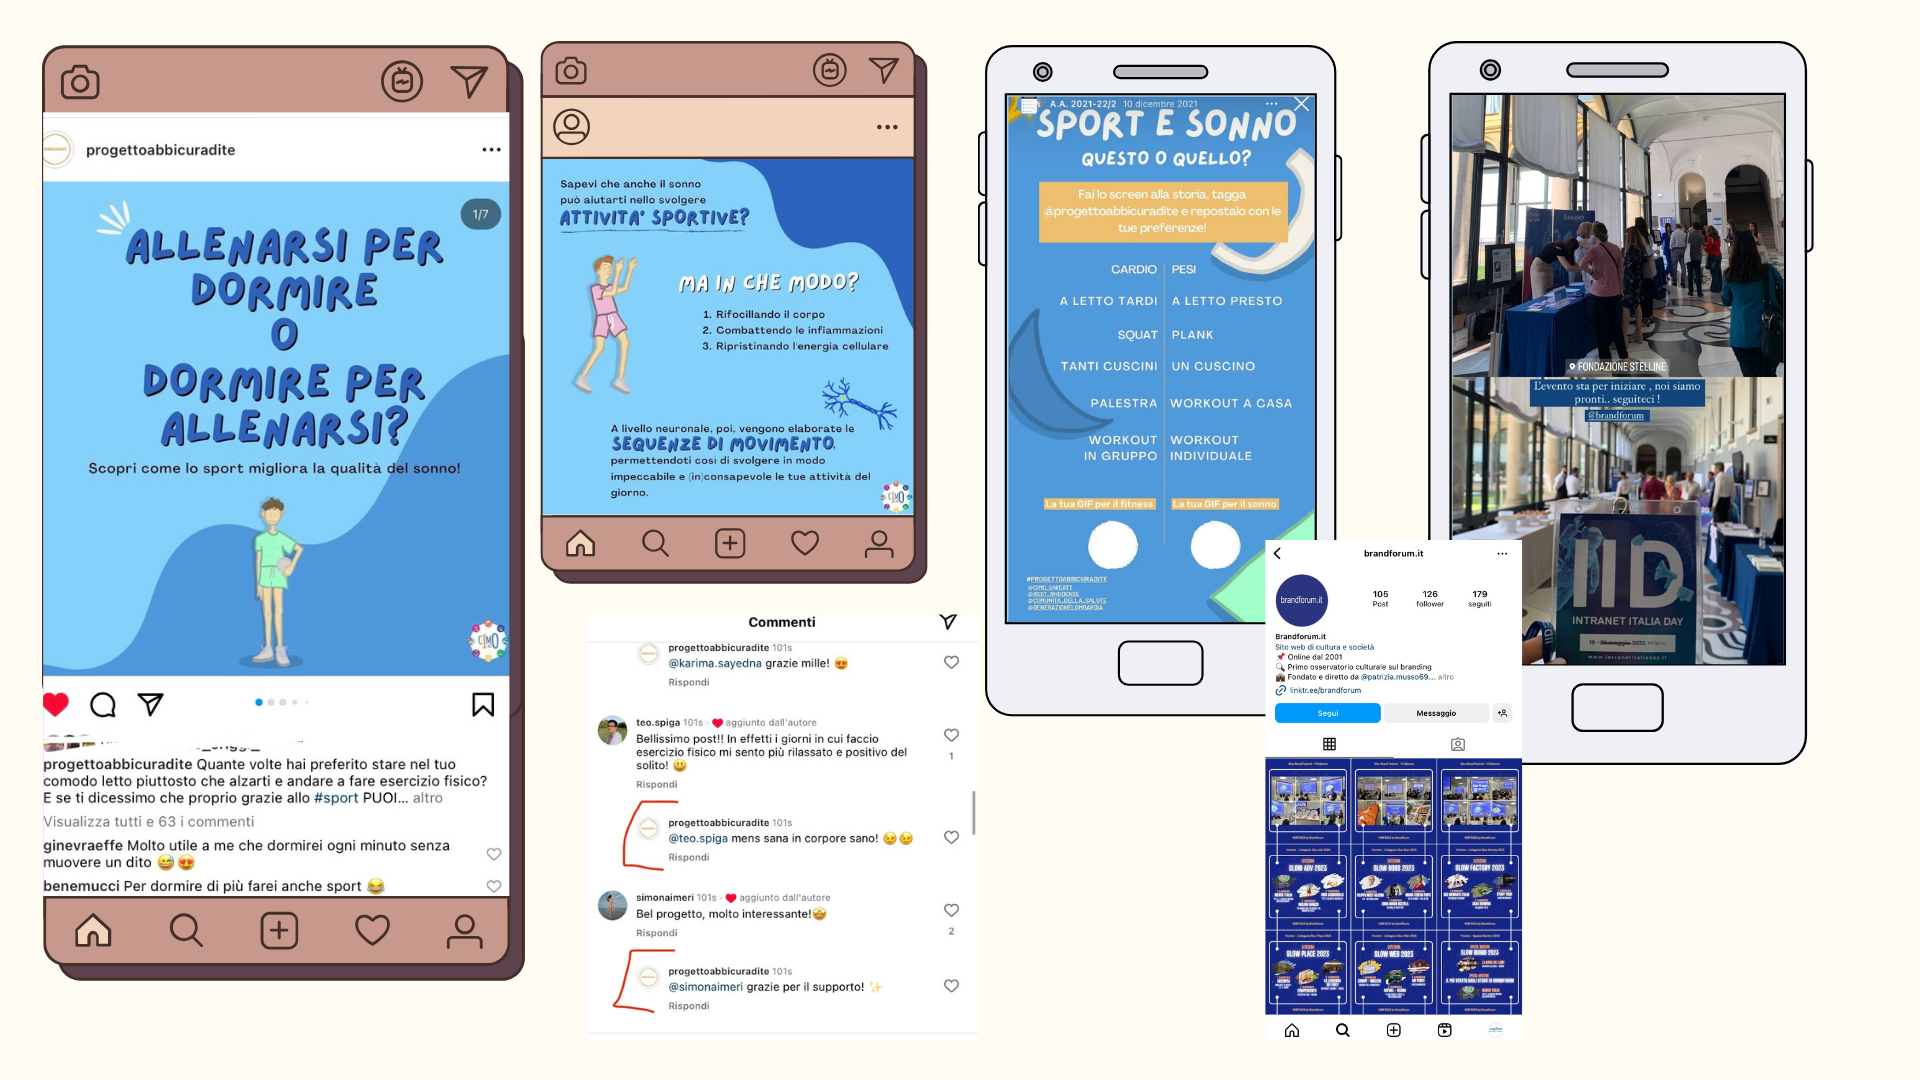 progettoabbicuradite
1/7
ALLENARSI PER
DORMIRE
O
DORMIRE PER
ALLENARSI?
Scopri come lo sport migliora la qualità del sonno!
CIMO
progettoabbicuradite Quante volte hai preferito stare nel tuo
comodo letto piuttosto che alzarti e andare a fare esercizio fisico?
E se ti dicessimo che proprio grazie allo #sport PUOI... altro
Visualizza tutti e 63 i commenti
ginevraeffe Molto utile a me che dormirei ogni minuto senza
muovere un dito 😅😍
benemucci Per dormire di più farei anche sport 😂
Sapevi che anche il sonno
può aiutarti nello svolgere
ATTIVITA' SPORTIVE?
MA IN CHE MODO?
1. Rifocillando il corpo
2. Combattendo le infiammazioni
3. Ripristinando l'energia cellulare
A livello neuronale, poi, vengono elaborate le
SEQUENZE DI MOVIMENTO,
permettendoti così di svolgere in modo
impeccabile e (in)consapevole le tue attività del
giorno.
CIMO
Commenti
progettoabbicuradite 101s
@karima.sayedna grazie mille! 😍
Rispondi
teo.spiga 101s · ❤️ aggiunto dall'autore
Bellissimo post!! In effetti i giorni in cui faccio
esercizio fisico mi sento più rilassato e positivo del
solito! 😃
1
Rispondi
progettoabbicuradite 101s
@teo.spiga mens sana in corpore sano! 😉😉
Rispondi
simonaimeri 101s · ❤️ aggiunto dall'autore
Bel progetto, molto interessante!🤩
Rispondi
2
progettoabbicuradite 101s
@simonaimeri grazie per il supporto! ✨
Rispondi
A.A. 2021-22/2 10 dicembre 2021
SPORT E SONNO
QUESTO O QUELLO?
Fai lo screen alla storia, tagga
@progettoabbicuradite e repostalo con le
tue preferenze!
CARDIO PESI
A LETTO TARDI A LETTO PRESTO
SQUAT PLANK
TANTI CUSCINI UN CUSCINO
PALESTRA WORKOUT A CASA
WORKOUT IN GRUPPO WORKOUT INDIVIDUALE
La tua GIF per il fitness La tua GIF per il sonno
#PROGETTOABBICURADITE
@CIMO_UNICATT
@ASST_RHODENSE
@COMUNITA_DELLA_SALUTE
@GENERAZIONELOMBARDIA
FONDAZIONE STELLINE
L'evento sta per iniziare , noi siamo
pronti.. seguiteci !
@brandforum
IID
INTRANET ITALIA DAY
www.intranetitaliaday.it
brandforum.it
brandforum.it
105 126 179
Post follower seguiti
Brandforum.it
Sito web di cultura e società
📌 Online dal 2001
🔍 Primo osservatorio culturale sul branding
💼 Fondato e diretto da @patrizia.musso69... altro
linktr.ee/brandforum
Segui Messaggio
SLOW ADV 2023
SLOW BOSS 2023
SLOW FACTORY 2023
SLOW PLACE 2023
SLOW WEB 2023
SLOW BRAND 2023